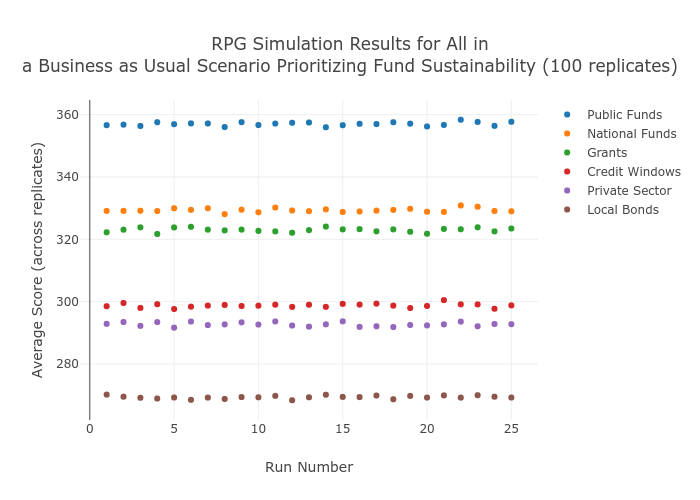 RPG Simulation Results for All in
a Business as Usual Scenario Prioritizing Fund Sustainability (100 replicates)
Average Score (across replicates)
360
340
320
300
280
0
5
10
15
20
25
Run Number
Public Funds
National Funds
Grants
Credit Windows
Private Sector
Local Bonds